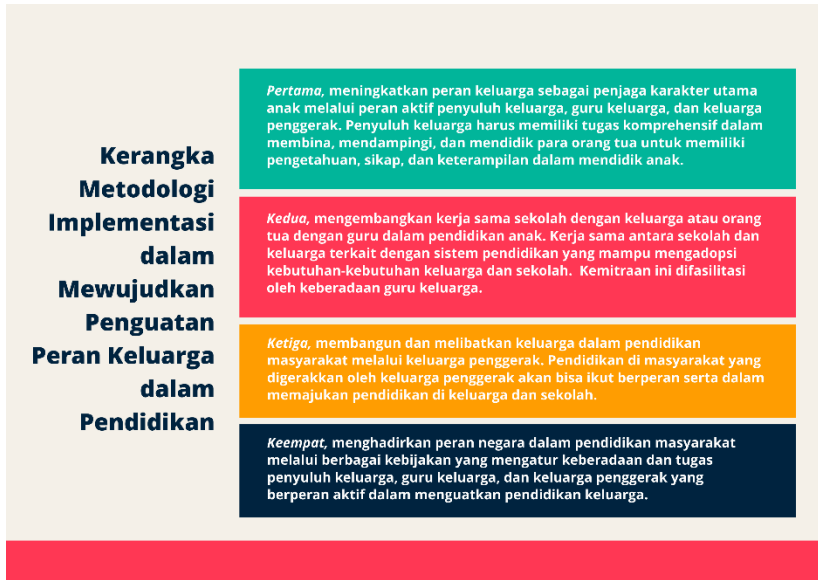 Kerangka
Metodologi
Implementasi
dalam
Mewujudkan
Penguatan
Peran Keluarga
dalam
Pendidikan
Pertama, meningkatkan peran keluarga sebagai penjaga karakter utama
anak melalui peran aktif penyuluh keluarga, guru keluarga, dan keluarga
penggerak. Penyuluh keluarga harus memiliki tugas komprehensif dalam
membina, mendampingi, dan mendidik para orang tua untuk memiliki
pengetahuan, sikap, dan keterampilan dalam mendidik anak.
Kedua, mengembangkan kerja sama sekolah dengan keluarga atau orang
tua dengan guru dalam pendidikan anak. Kerja sama antara sekolah dan
keluarga terkait dengan sistem pendidikan yang mampu mengadopsi
kebutuhan-kebutuhan keluarga dan sekolah. Kemitraan ini difasilitasi
oleh keberadaan guru keluarga.
Ketiga, membangun dan melibatkan keluarga dalam pendidikan
masyarakat melalui keluarga penggerak. Pendidikan di masyarakat yang
digerakkan oleh keluarga penggerak akan bisa ikut berperan serta dalam
memajukan pendidikan di keluarga dan sekolah.
Keempat, menghadirkan peran negara dalam pendidikan masyarakat
melalui berbagai kebijakan yang mengatur keberadaan dan tugas
penyuluh keluarga, guru keluarga, dan keluarga penggerak yang
berperan aktif dalam menguatkan pendidikan keluarga.